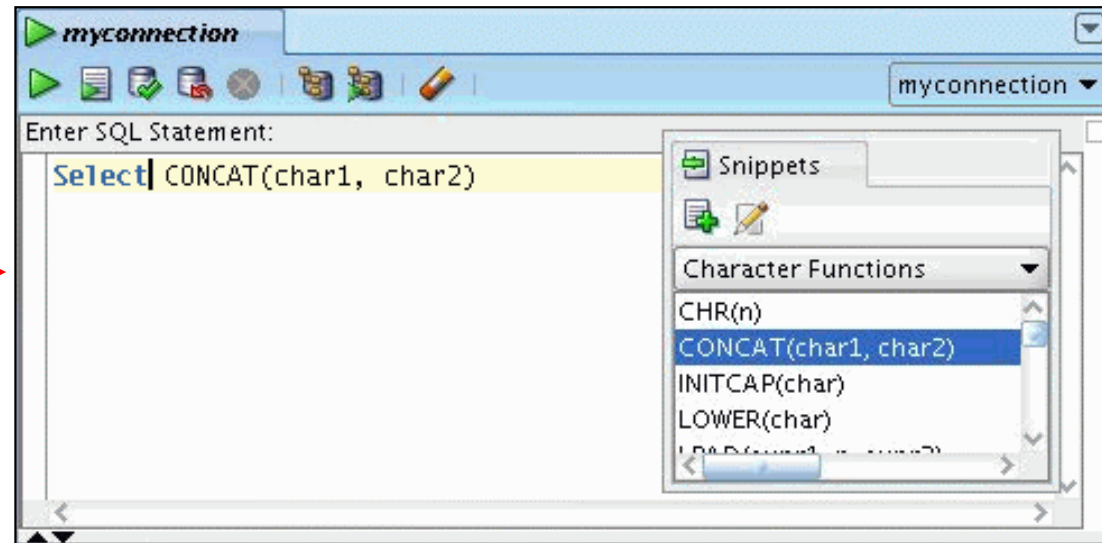 myconnection
myconnection
Enter SQL Statement:
Select CONCAT(char1, char2)
Snippets
Character Functions
CHR(n)
CONCAT(char1, char2)
INITCAP(char)
LOWER(char)